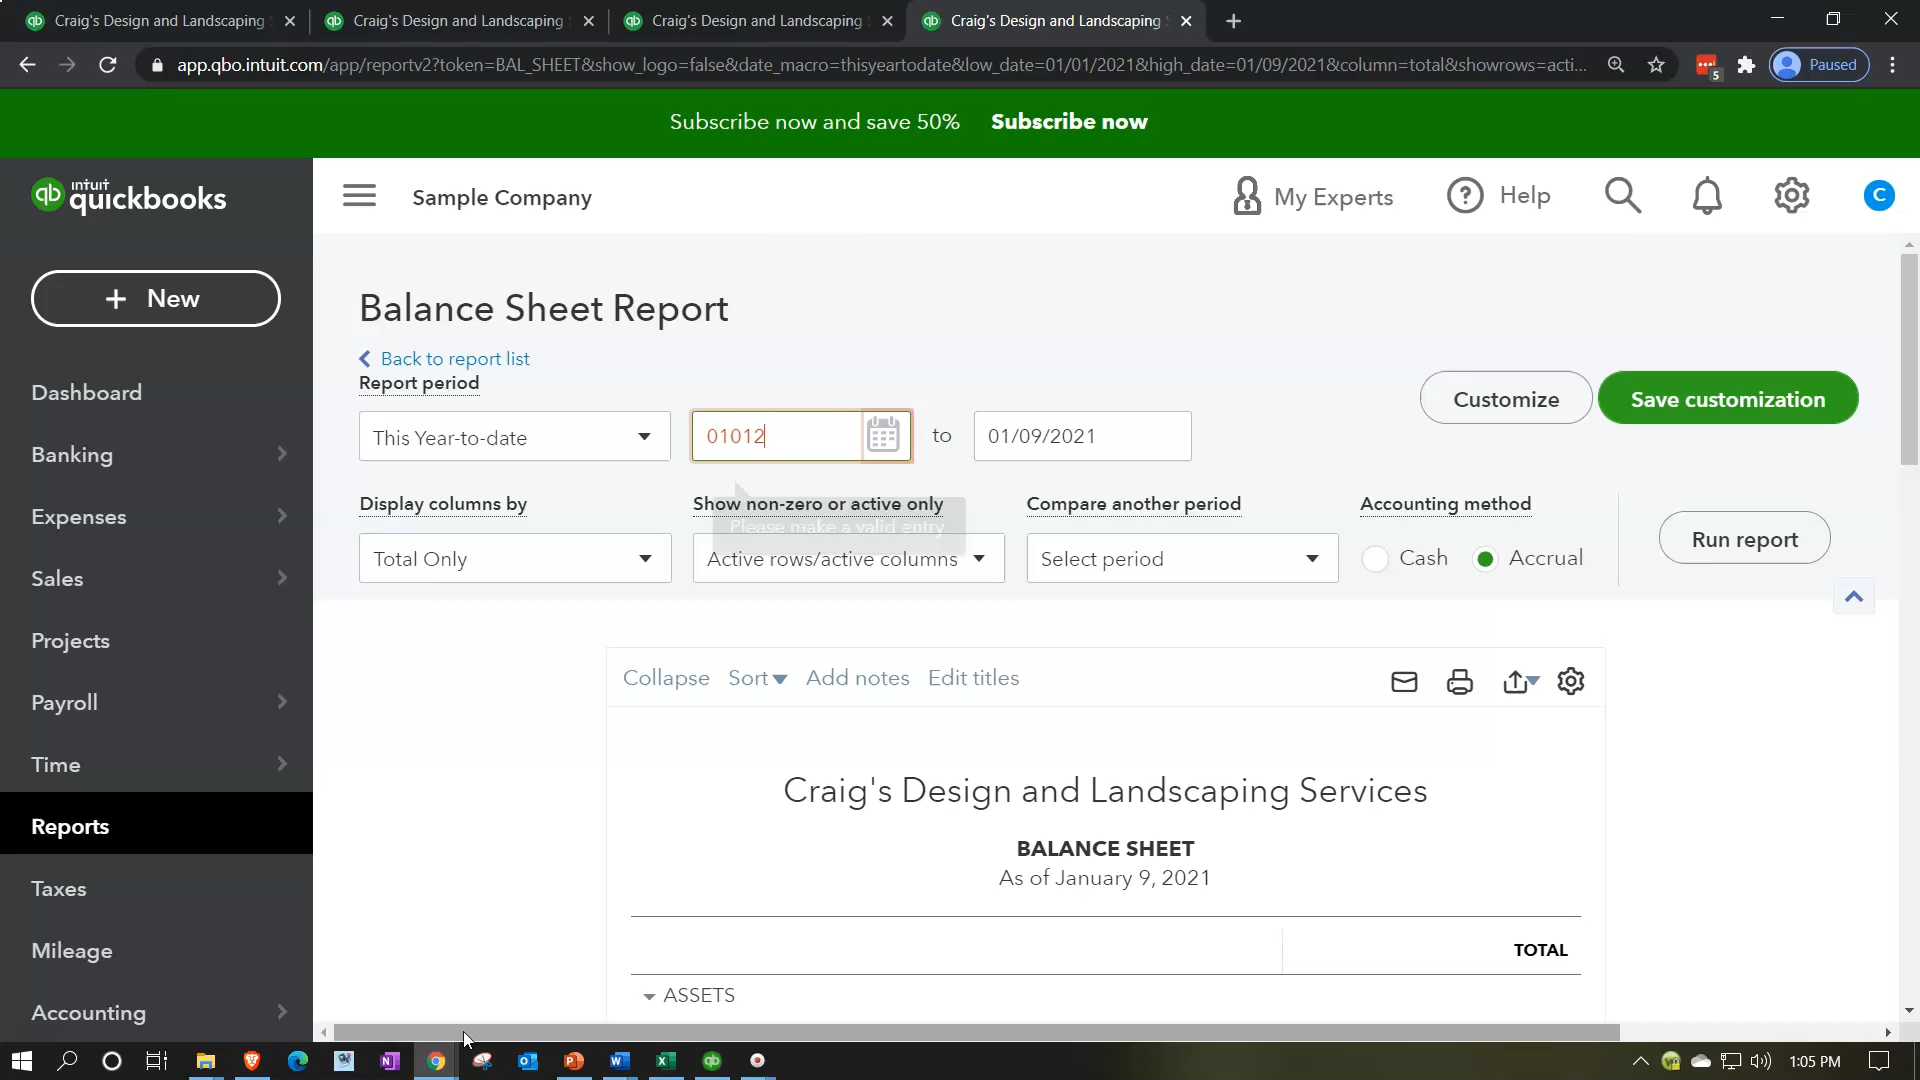 Craig's Design and Landscaping S
Craig's Design and Landscaping S
Craig's Design and Landscaping S
Craig's Design and Landscaping S
app.qbo.intuit.com/app/reportv2?token=BAL_SHEET&show_logo=false&date_macro=thisyeartodate&low_date=01/01/2021&high_date=01/09/2021&column=total&showrows=acti...
5
Paused
Subscribe now and save 50% Subscribe now
qb intuit quickbooks
Sample Company
My Experts
Help
C
+ New
Dashboard
Banking
Expenses
Sales
Projects
Payroll
Time
Reports
Taxes
Mileage
Accounting
Balance Sheet Report
Back to report list
Report period
This Year-to-date
01012
to
01/09/2021
Customize
Save customization
Display columns by
Show non-zero or active only
Compare another period
Accounting method
Please make a valid entry
Total Only
Active rows/active columns
Select period
Cash
Accrual
Run report
Collapse Sort Add notes Edit titles
Craig's Design and Landscaping Services
BALANCE SHEET
As of January 9, 2021
TOTAL
ASSETS
1:05 PM